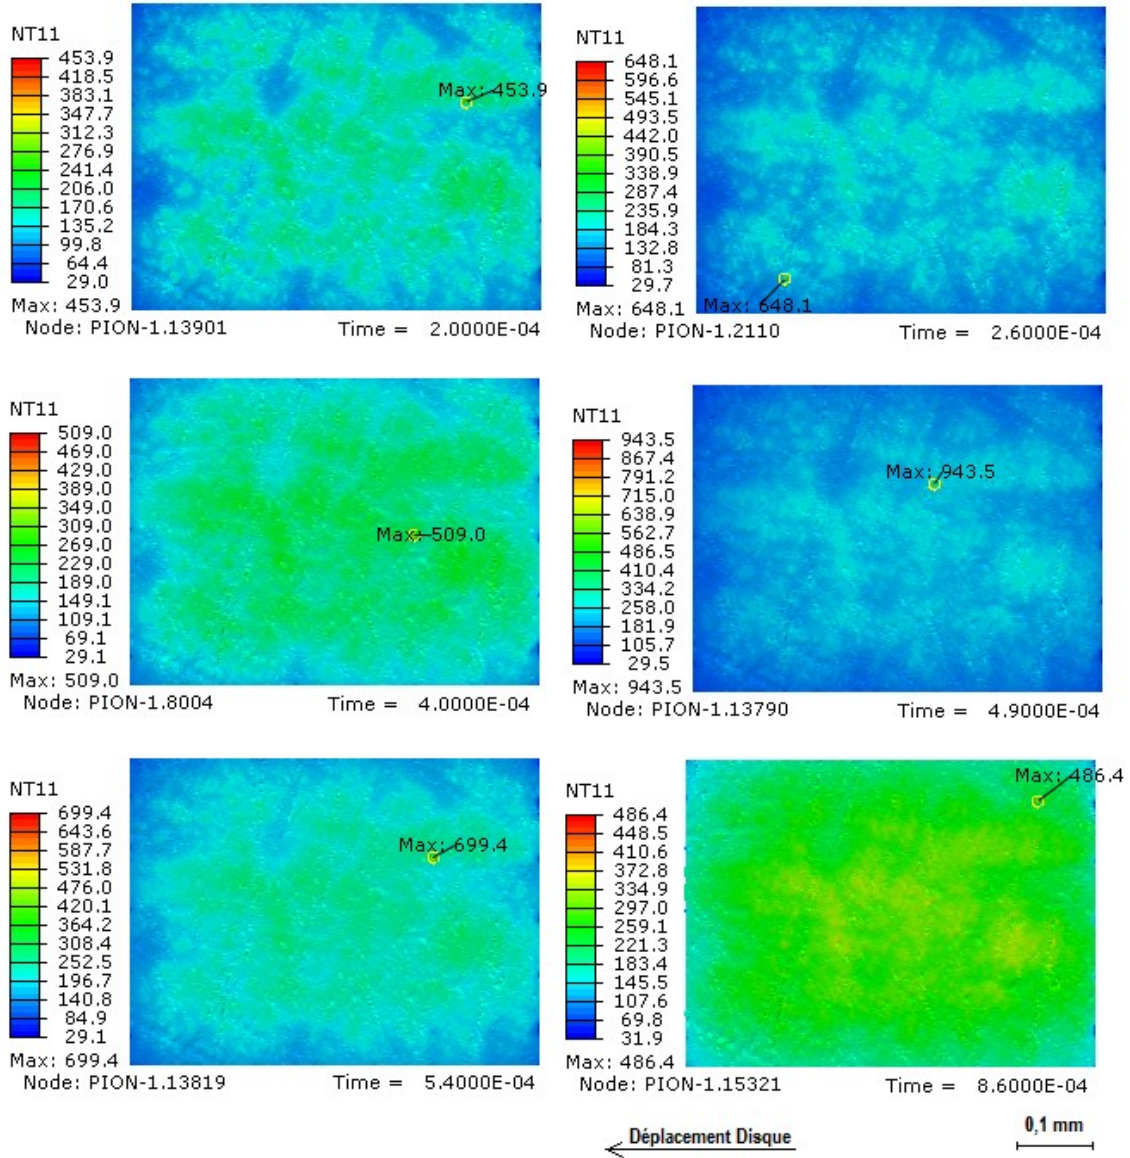 NT11
453.9
418.5
383.1
347.7
312.3
276.9
241.4
206.0
170.6
135.2
99.8
64.4
29.0
Max: 453.9
Max: 453.9
Node: PION-1.13901
Time = 2.0000E-04
NT11
648.1
596.6
545.1
493.5
442.0
390.5
338.9
287.4
235.9
184.3
132.8
81.3
29.7
Max: 648.1
Max: 648.1
Node: PION-1.2110
Time = 2.6000E-04
NT11
509.0
469.0
429.0
389.0
349.0
309.0
269.0
229.0
189.0
149.1
109.1
69.1
29.1
Max: 509.0
Max: 509.0
Node: PION-1.8004
Time = 4.0000E-04
NT11
943.5
867.4
791.2
715.0
638.9
562.7
486.5
410.4
334.2
258.0
181.9
105.7
29.5
Max: 943.5
Max: 943.5
Node: PION-1.13790
Time = 4.9000E-04
NT11
699.4
643.6
587.7
531.8
476.0
420.1
364.2
308.4
252.5
196.7
140.8
84.9
29.1
Max: 699.4
Max: 699.4
Node: PION-1.13819
Time = 5.4000E-04
NT11
486.4
448.5
410.6
372.8
334.9
297.0
259.1
221.3
183.4
145.5
107.6
69.8
31.9
Max: 486.4
Max: 486.4
Node: PION-1.15321
Time = 8.6000E-04
Déplacement Disque
0,1 mm